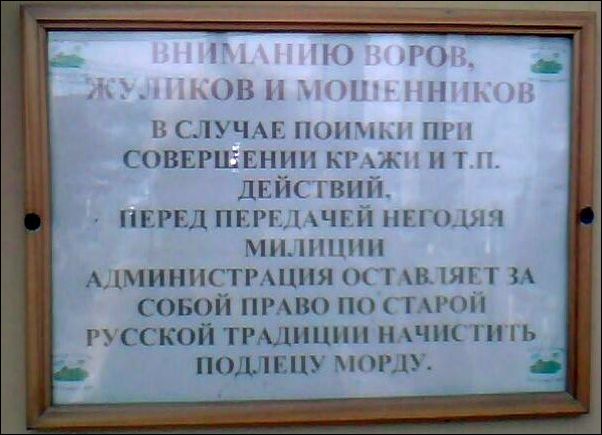 ВНИМАНИЮ ВОРОВ,
ЖУЛИКОВ И МОШЕННИКОВ
В СЛУЧАЕ ПОИМКИ ПРИ
СОВЕРШЕНИИ КРАЖИ И Т.П.
ДЕЙСТВИЙ,
ПЕРЕД ПЕРЕДАЧЕЙ НЕГОДЯЯ
МИЛИЦИИ
АДМИНИСТРАЦИЯ ОСТАВЛЯЕТ ЗА
СОБОЙ ПРАВО ПО СТАРОЙ
РУССКОЙ ТРАДИЦИИ НАЧИСТИТЬ
ПОДЛЕЦУ МОРДУ.